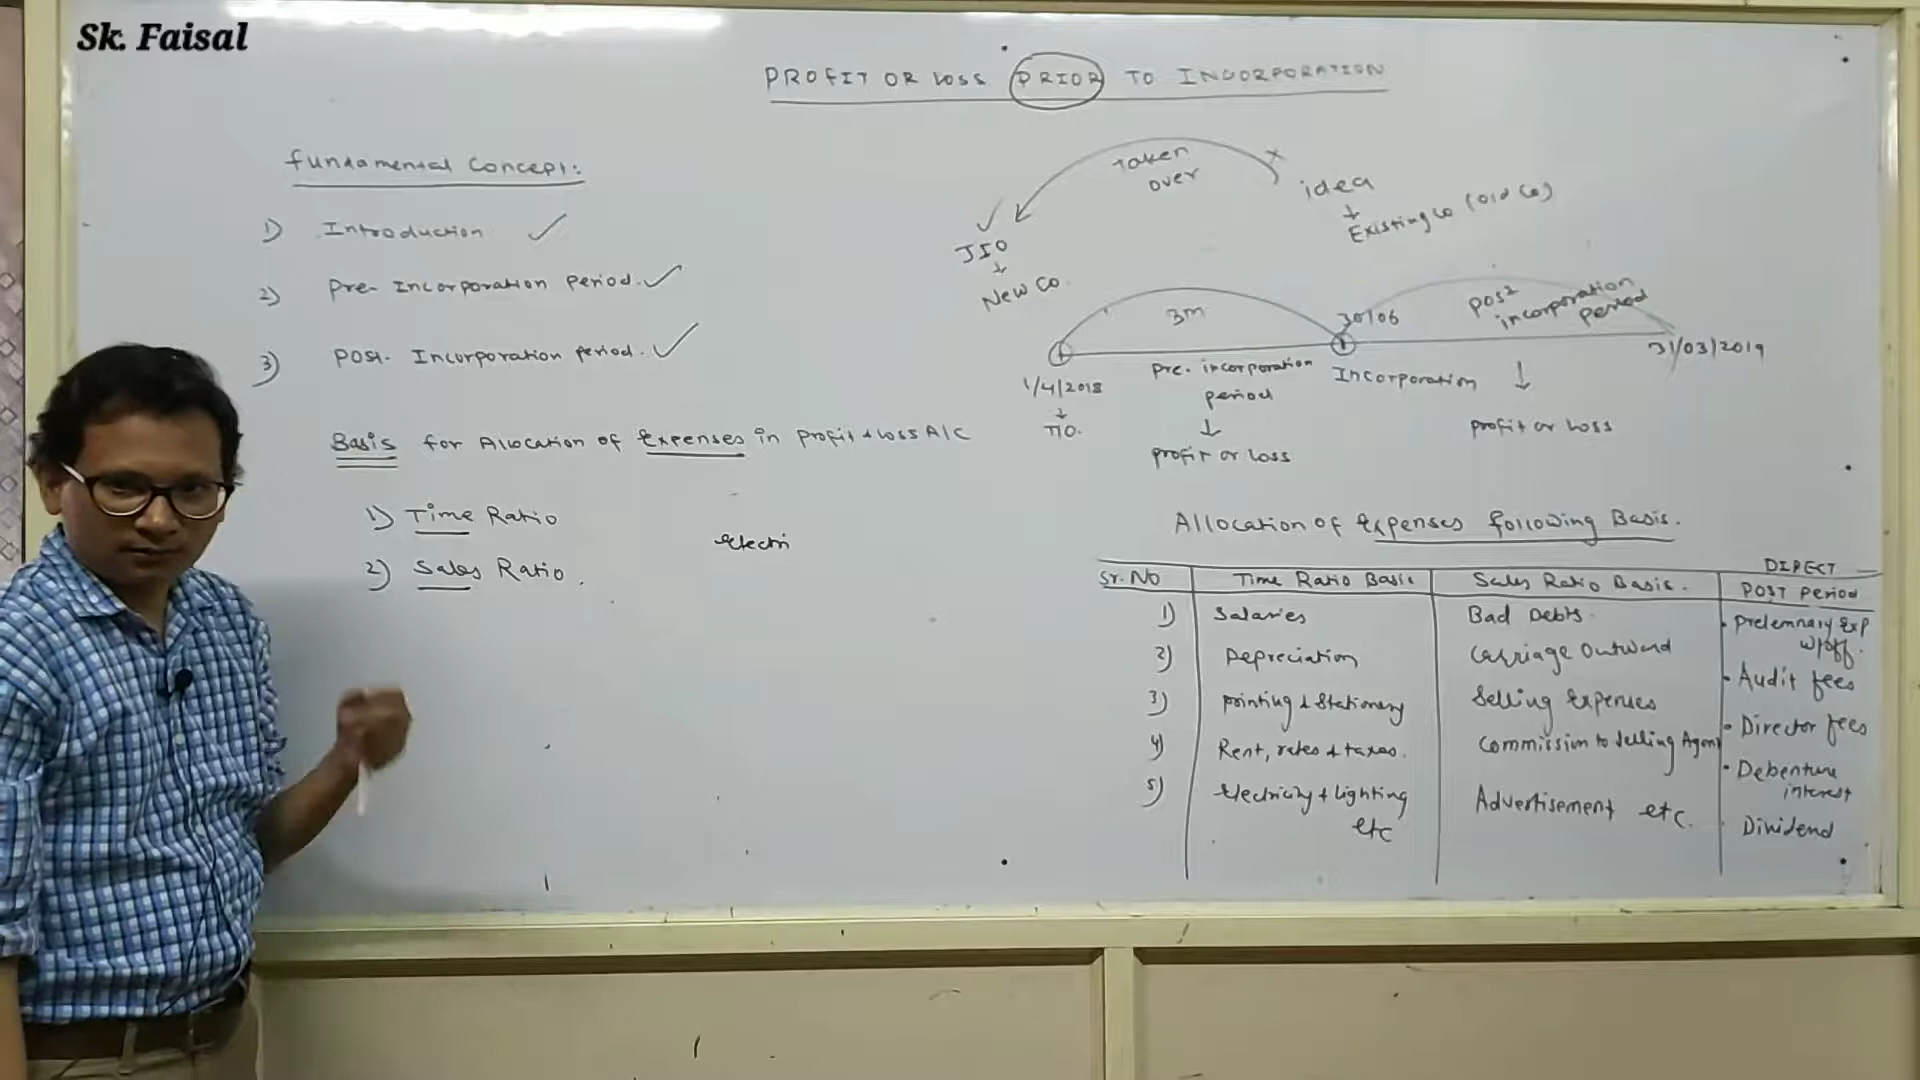 Sk. Faisal
PROFIT OR LOSS PRIOR TO INCORPORATION
Fundamental Concept:
1) Introduction ✓
2) Pre-Incorporation Period. ✓
3) Post-Incorporation Period. ✓
Basis for Allocation of Expenses in Profit & Loss A/C
1) Time Ratio
2) Sales Ratio.
electri
Taken over
idea
Existing Co (Old Co)
JIO
New Co.
3m
30/06
Post incorporation period
1/4/2018
T/O.
Pre-incorporation period
profit or loss
Incorporation
31/03/2019
profit or loss
Allocation of Expenses following Basis.
Sr. No Time Ratio Basis Sales Ratio Basis. DIRECT POST Period
1) Salaries Bad Debts. • Prelemnary Exp w/off.
2) Depreciation Carriage Outward • Audit fees
3) Printing & Stationery Selling Expenses • Director fees
4) Rent, rates & taxes. Commission to Selling Agent • Debenture interest
5) Electricity & Lighting etc Advertisement etc. Dividend